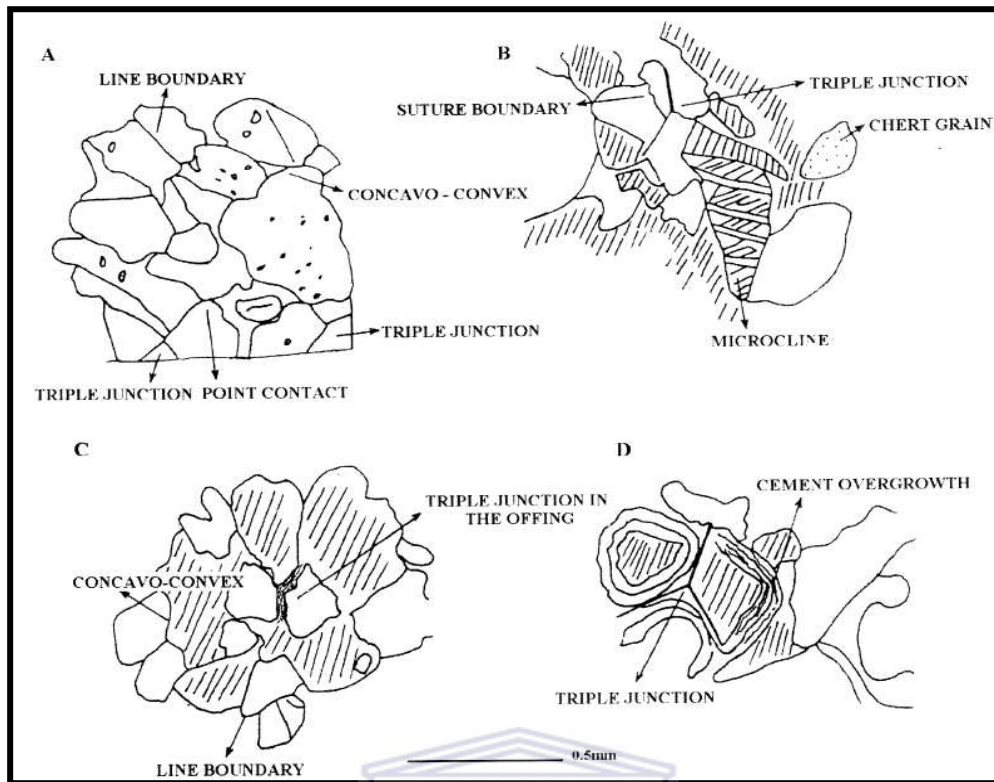 A
LINE BOUNDARY
CONCAVO - CONVEX
TRIPLE JUNCTION
TRIPLE JUNCTION POINT CONTACT
B
TRIPLE JUNCTION
SUTURE BOUNDARY
CHERT GRAIN
MICROCLINE
C
TRIPLE JUNCTION IN
THE OFFING
CONCAVO-CONVEX
LINE BOUNDARY
D
CEMENT OVERGROWTH
TRIPLE JUNCTION
0.5mm